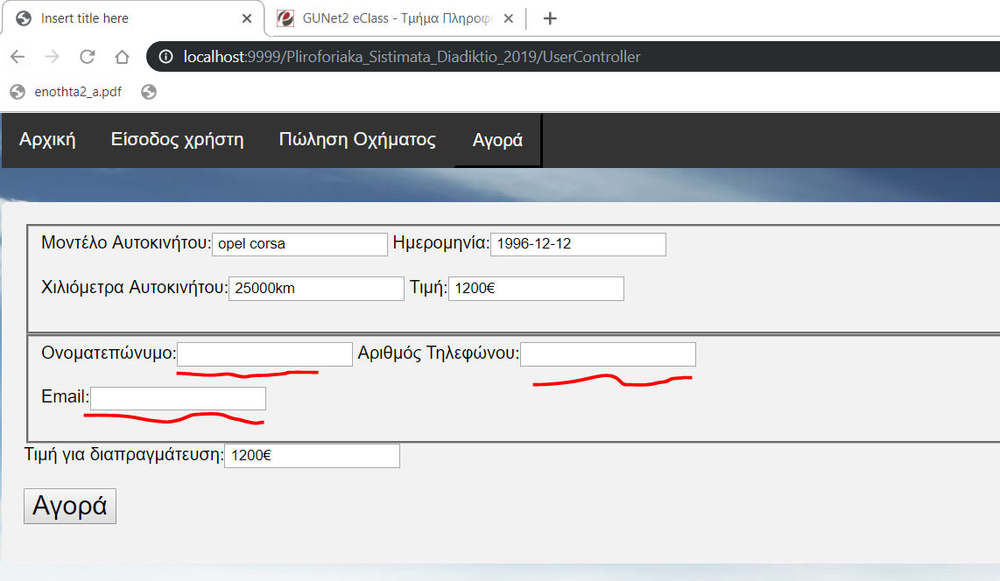 Insert title here
GUNet2 eClass - Τμήμα Πληροφο
localhost:9999/Pliroforiaka_Sistimata_Diadiktio_2019/UserController
enothta2_a.pdf
Αρχική Είσοδος χρήστη Πώληση Οχήματος Αγορά
Μοντέλο Αυτοκινήτου: opel corsa Ημερομηνία: 1996-12-12
Χιλιόμετρα Αυτοκινήτου: 25000km Τιμή: 1200€
Ονοματεπώνυμο: Αριθμός Τηλεφώνου:
Email:
Τιμή για διαπραγμάτευση: 1200€
Αγορά